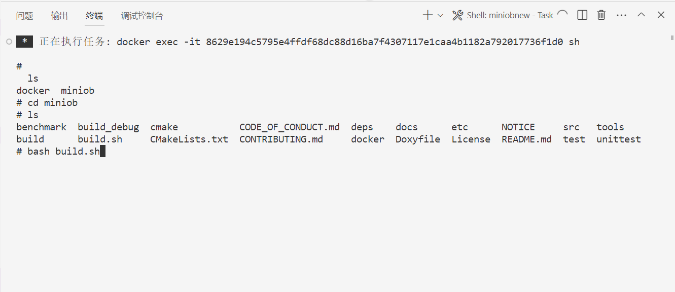 问题 输出 终端 调试控制台 Shell: miniobnew - Task
* 正在执行任务: docker exec -it 8629e194c5795e4ffdf68dc88d16ba7f4307117e1caa4b1182a792017736f1d0 sh
#
ls
docker miniob
# cd miniob
# ls
benchmark build_debug cmake CODE_OF_CONDUCT.md deps docs etc NOTICE src tools
build build.sh CMakeLists.txt CONTRIBUTING.md docker Doxyfile License README.md test unittest
# bash build.sh